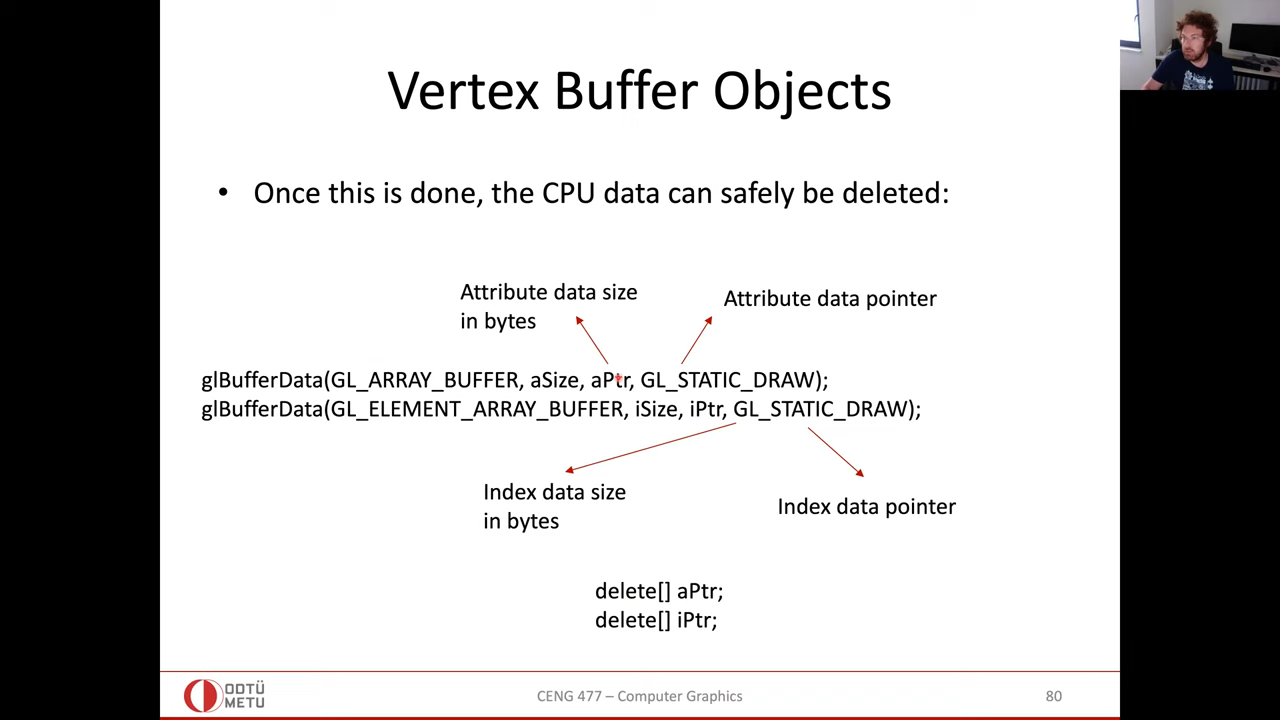 Vertex Buffer Objects
• Once this is done, the CPU data can safely be deleted:
Attribute data size
in bytes
Attribute data pointer
glBufferData(GL_ARRAY_BUFFER, aSize, aPtr, GL_STATIC_DRAW);
glBufferData(GL_ELEMENT_ARRAY_BUFFER, iSize, iPtr, GL_STATIC_DRAW);
Index data size
in bytes
Index data pointer
delete[] aPtr;
delete[] iPtr;
ODTÜ
METU
CENG 477 – Computer Graphics
80